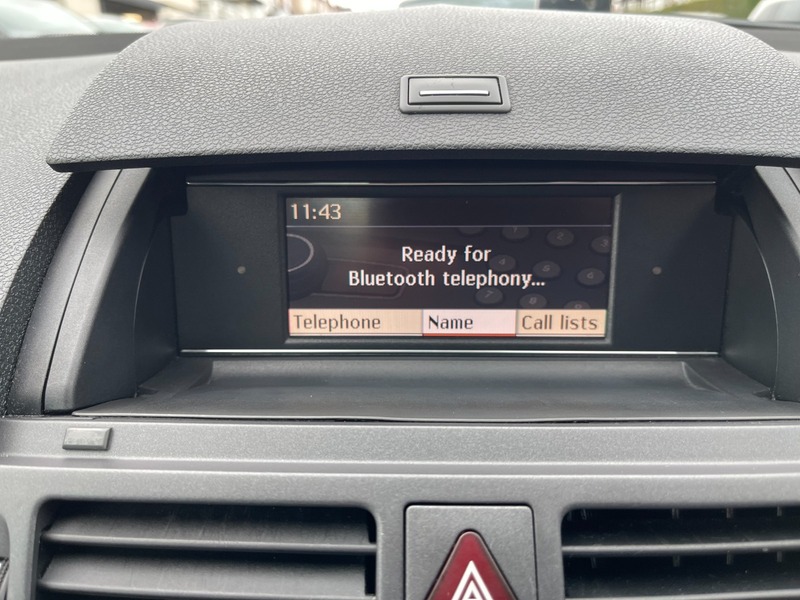 11:43
Ready for
Bluetooth telephony...
Telephone Name Call lists